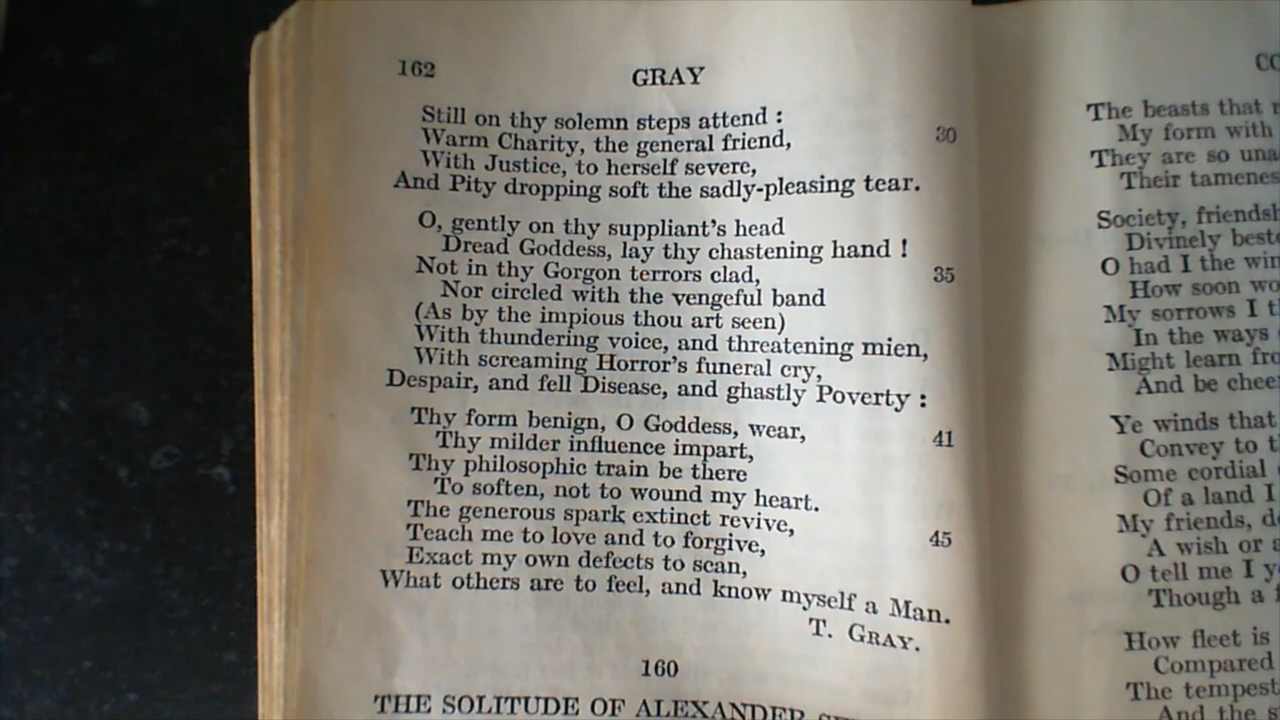 162
GRAY
Still on thy solemn steps attend :
Warm Charity, the general friend,
30
With Justice, to herself severe,
And Pity dropping soft the sadly-pleasing tear.
O, gently on thy suppliant's head
Dread Goddess, lay thy chastening hand !
Not in thy Gorgon terrors clad,
35
Nor circled with the vengeful band
(As by the impious thou art seen)
With thundering voice, and threatening mien,
With screaming Horror's funeral cry,
Despair, and fell Disease, and ghastly Poverty :
Thy form benign, O Goddess, wear,
41
Thy milder influence impart,
Thy philosophic train be there
To soften, not to wound my heart.
The generous spark extinct revive,
Teach me to love and to forgive,
45
Exact my own defects to scan,
What others are to feel, and know myself a Man.
T. GRAY.
160
THE SOLITUDE OF ALEXANDER
The beasts that
My form with
They are so
Their
Society,
Divinely
O had I the
How soon
My sorrows I
In the ways
Might learn
And be
Ye winds that
Convey to
Some cordial
Of a land I
My friends,
A wish or
O tell me I
Though a
How fleet is
Compared
The
And the